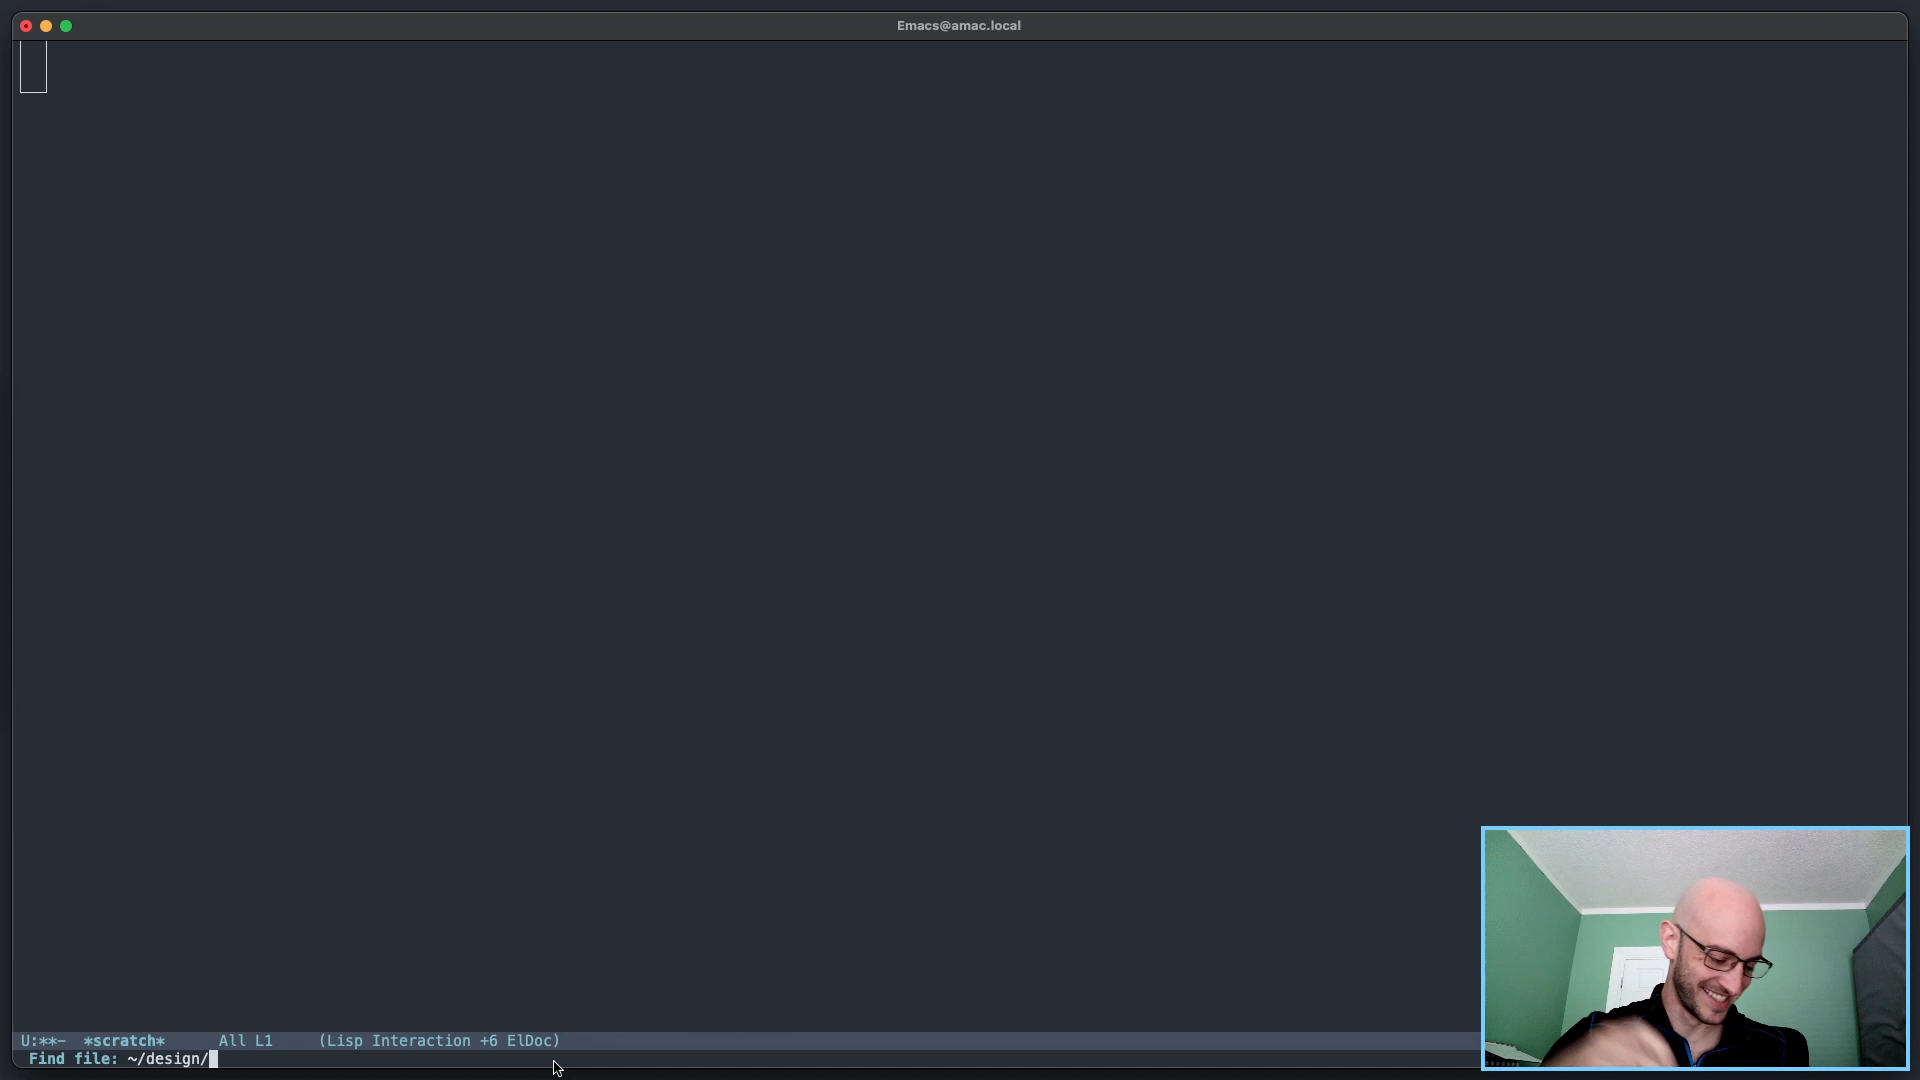 Emacs@amac.local
U:**-  *scratch*      All L1     (Lisp Interaction +6 ElDoc)
Find file: ~/design/